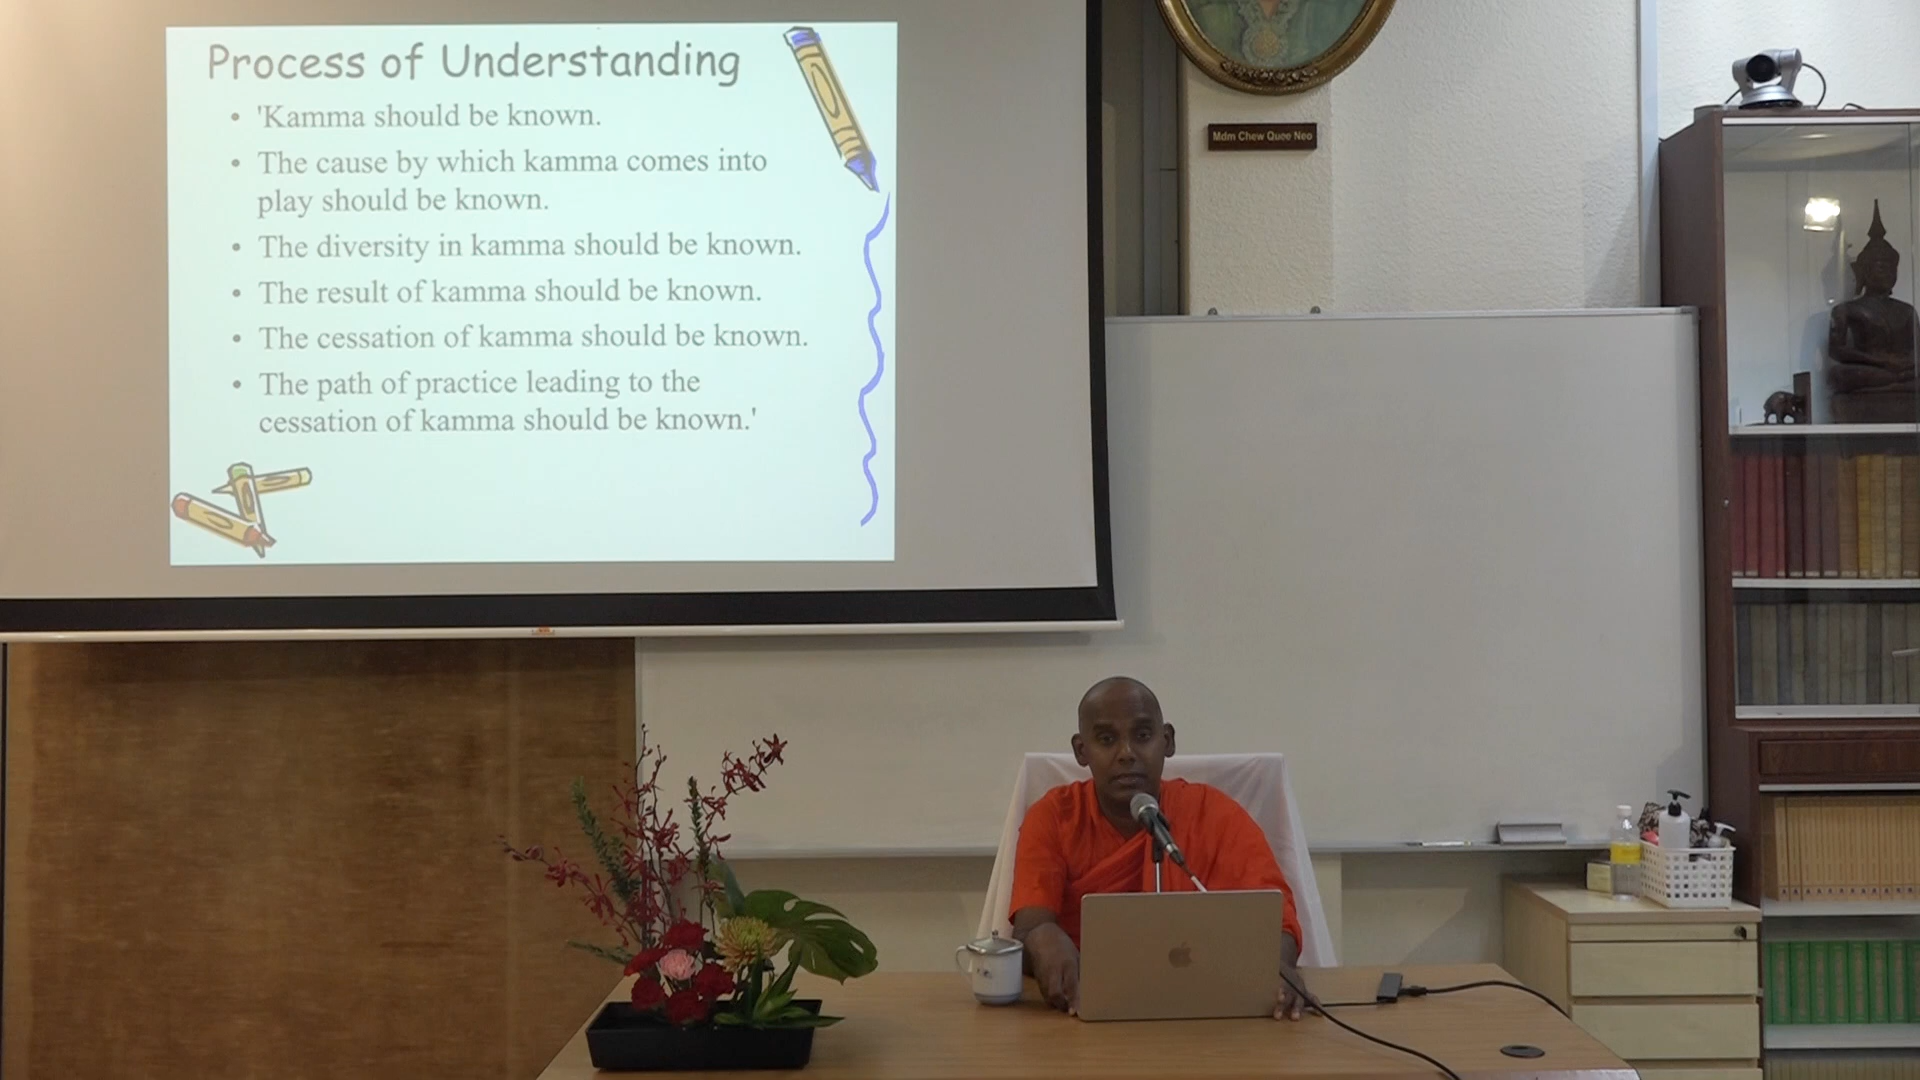 Process of Understanding
• 'Kamma should be known.
• The cause by which kamma comes into
play should be known.
• The diversity in kamma should be known.
• The result of kamma should be known.
• The cessation of kamma should be known.
• The path of practice leading to the
cessation of kamma should be known.'
Mdm Chew Quee Neo